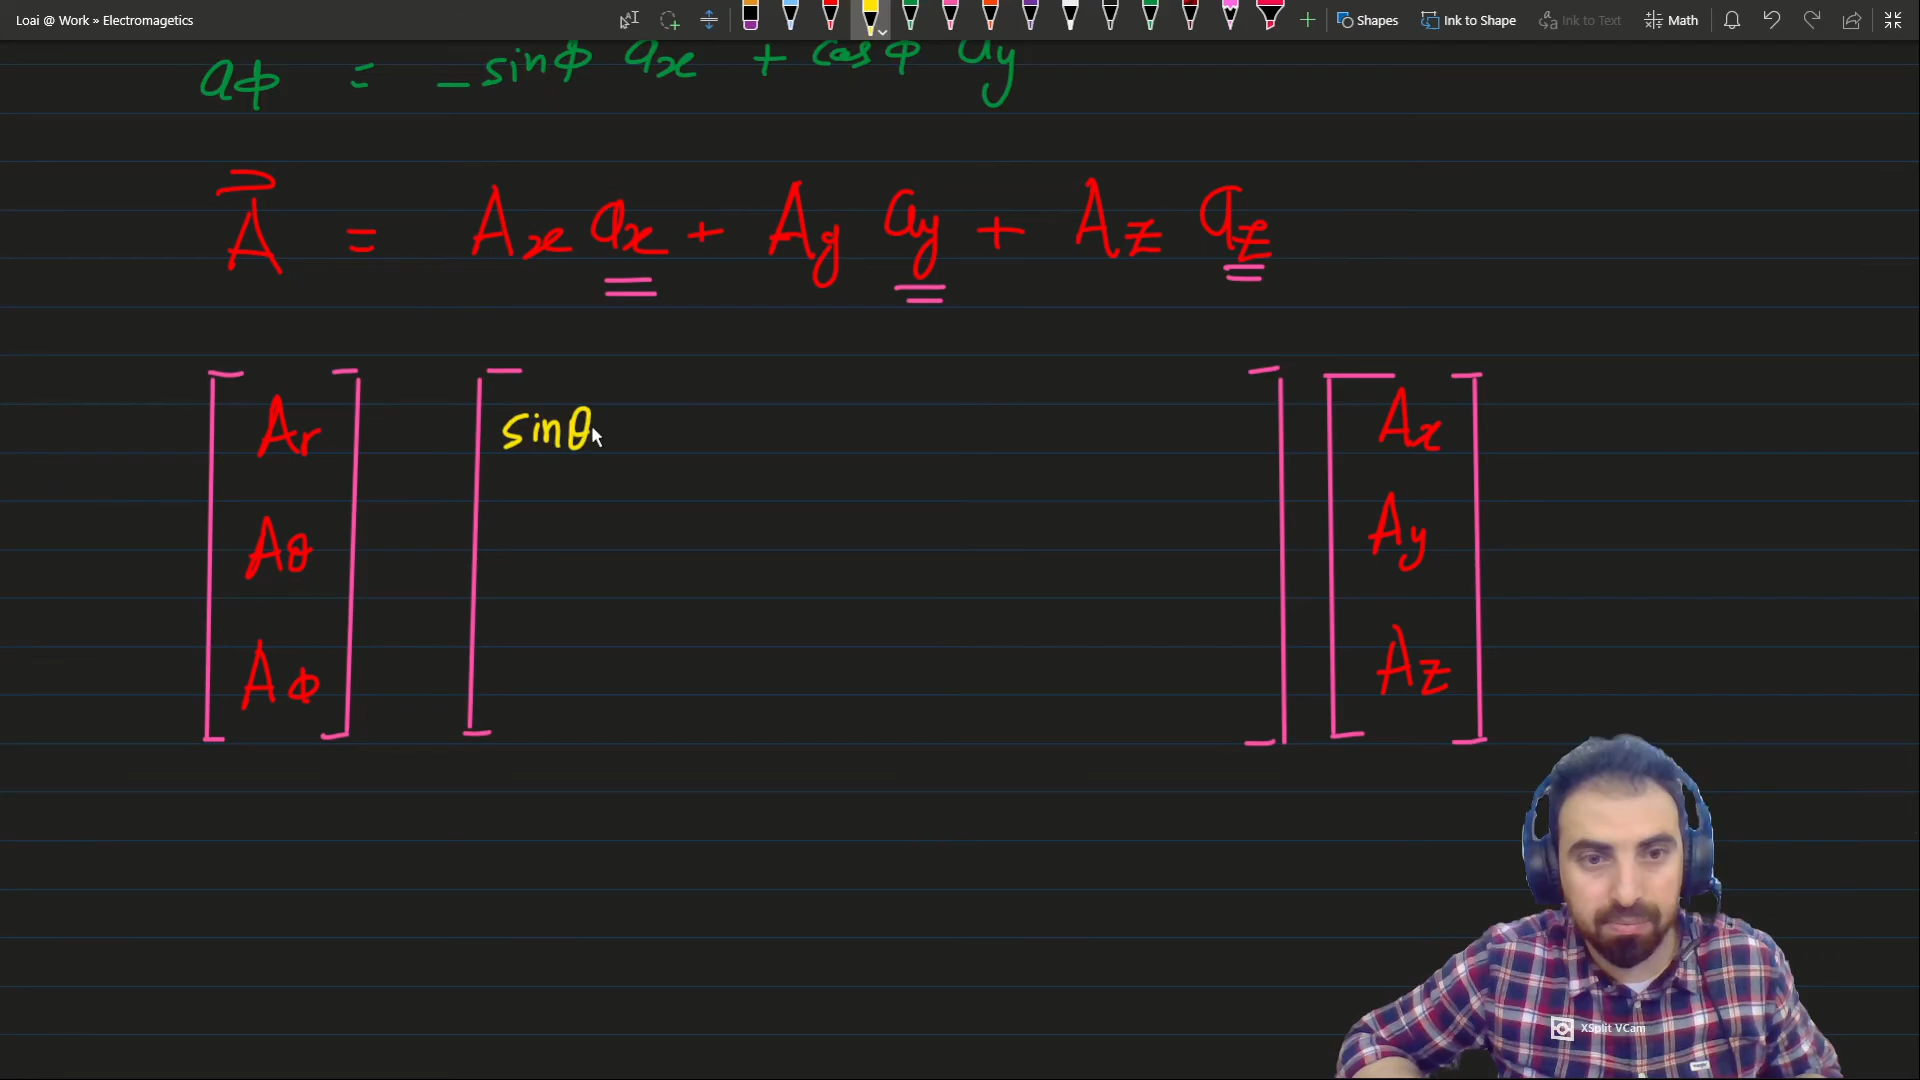 Loai @ Work » Electromagetics
Shapes Ink to Shape Ink to Text Math
aφ = -sinφ ax + cosφ ay
A = Ax ax + Ay ay + Az az
Ar sinθ Ax
Aθ Ay
Aφ Az
XSplit VCam